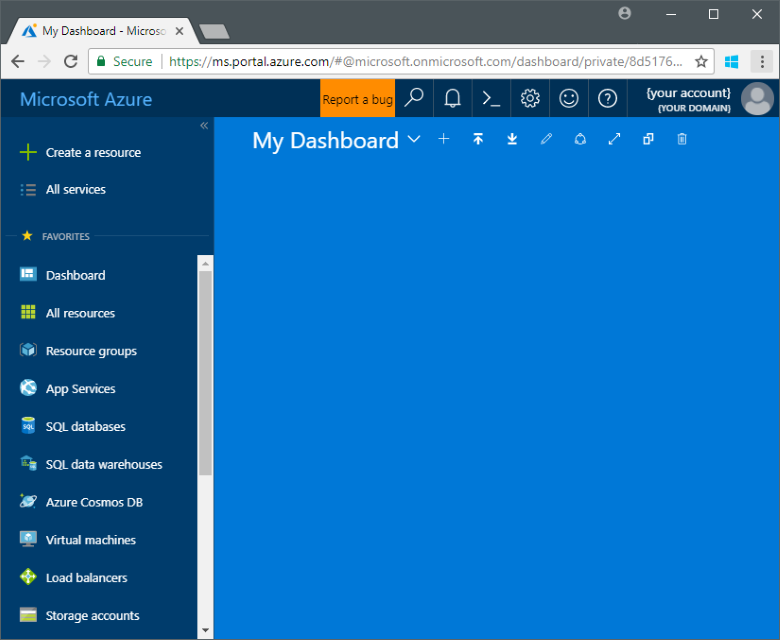 My Dashboard - Microso
Secure
https://ms.portal.azure.com/#@microsoft.onmicrosoft.com/dashboard/private/8d5176...
Microsoft Azure
Report a bug
{your account}
{YOUR DOMAIN}
My Dashboard
Create a resource
All services
FAVORITES
Dashboard
All resources
Resource groups
App Services
SQL databases
SQL data warehouses
Azure Cosmos DB
Virtual machines
Load balancers
Storage accounts